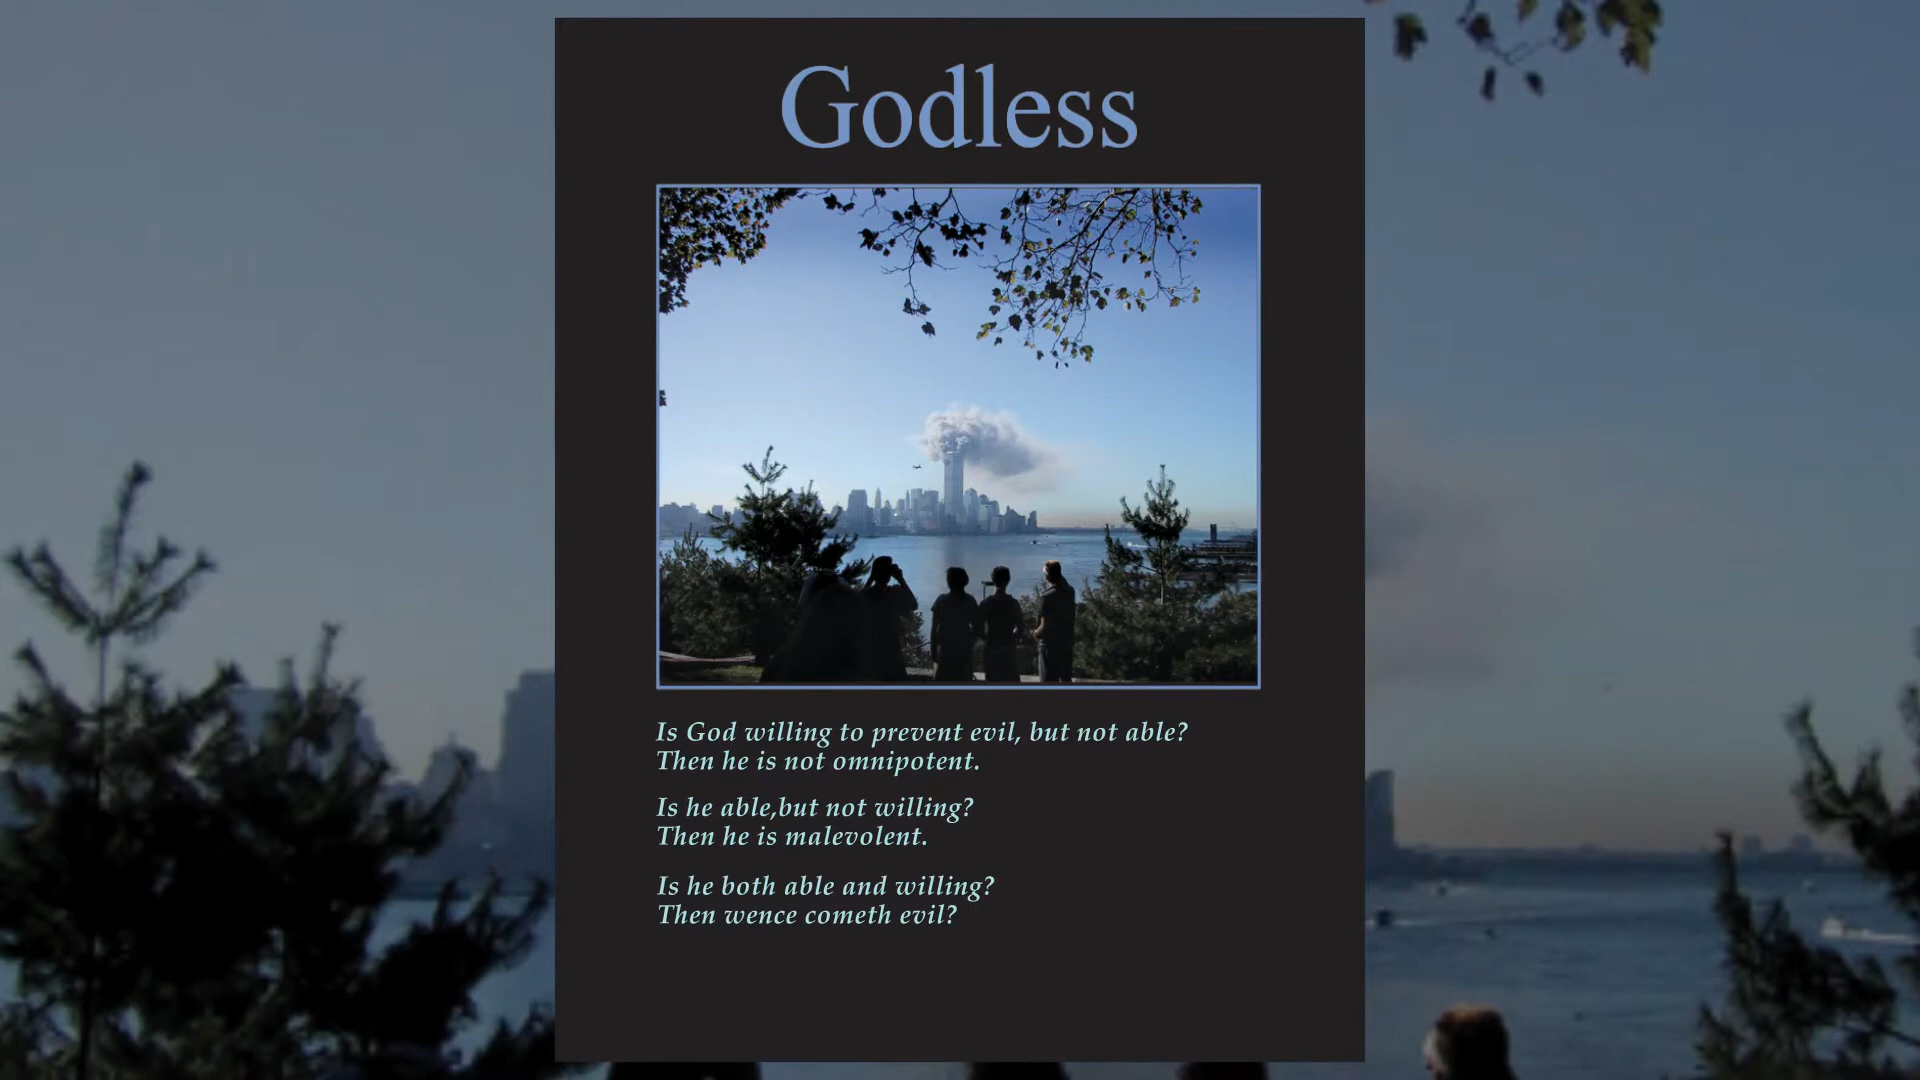 Godless
Is God willing to prevent evil, but not able?
Then he is not omnipotent.
Is he able,but not willing?
Then he is malevolent.
Is he both able and willing?
Then wence cometh evil?